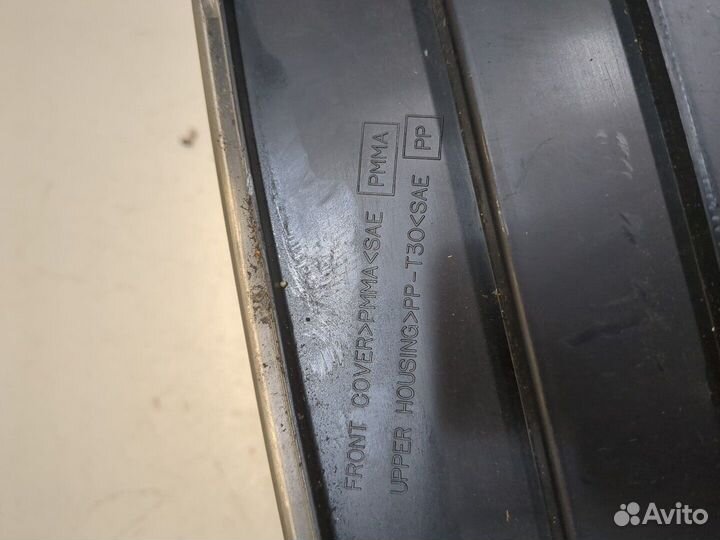 FRONT COVER>PMMA<SAE PMMA
UPPER HOUSING>PP-T30<SAE PP
Avito